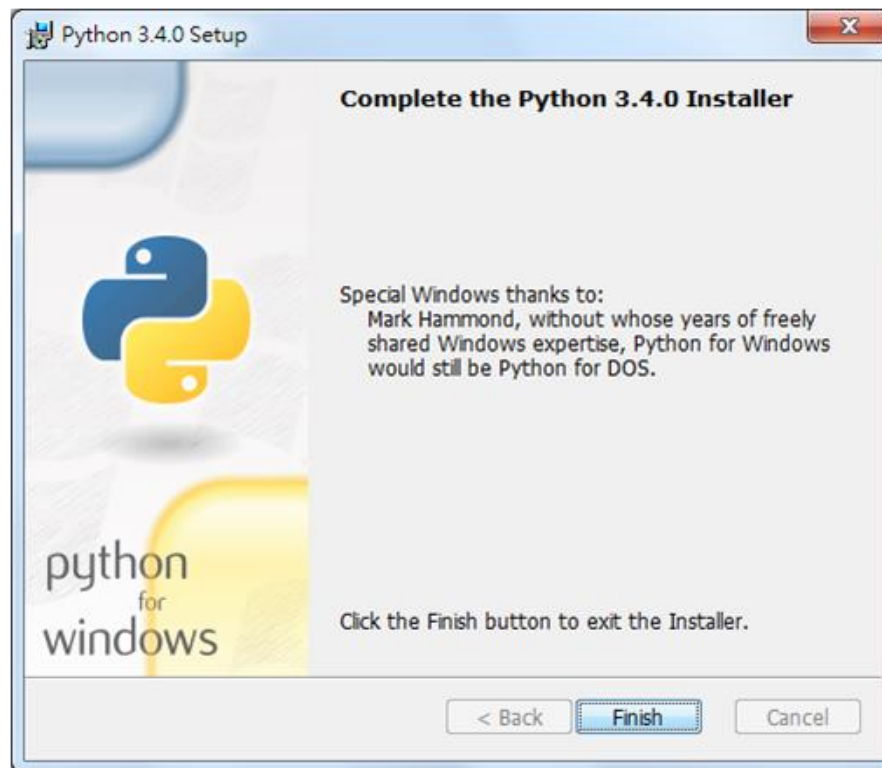 Python 3.4.0 Setup
Complete the Python 3.4.0 Installer
Special Windows thanks to:
Mark Hammond, without whose years of freely
shared Windows expertise, Python for Windows
would still be Python for DOS.
python
for
windows
Click the Finish button to exit the Installer.
< Back
Finish
Cancel